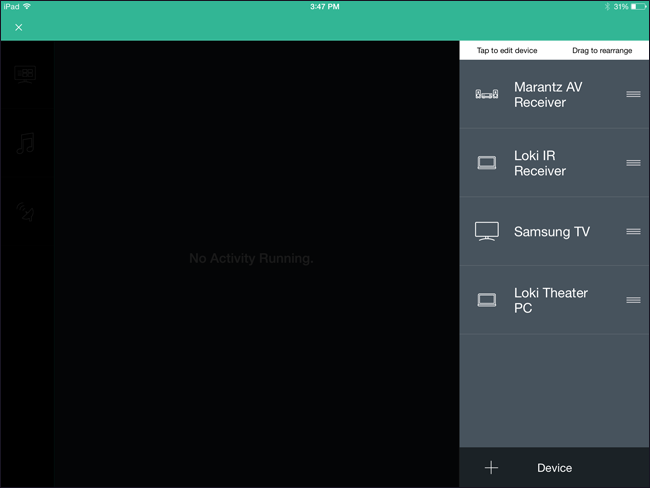 iPad 3:47 PM 31%
Tap to edit device Drag to rearrange
Marantz AV
Receiver
Loki IR
Receiver
Samsung TV
Loki Theater
PC
No Activity Running.
Device